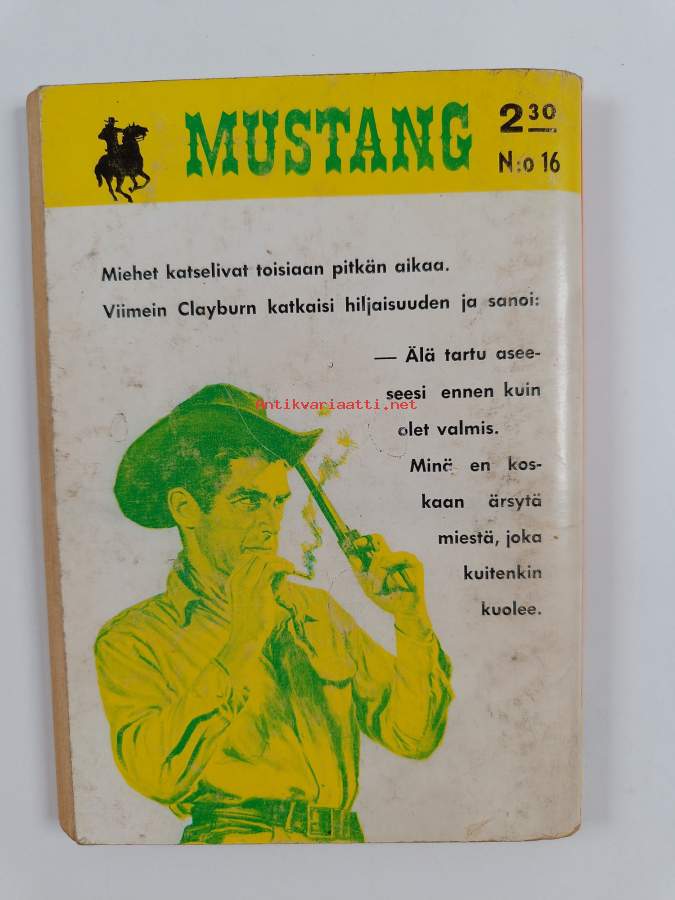 MUSTANG
2 30
N:o 16
Miehet katselivat toisiaan pitkän aikaa.
Viimein Clayburn katkaisi hiljaisuuden ja sanoi:
— Älä tartu asee-
seesi ennen kuin
Antikvariaatti.net
olet valmis.
Minä en kos-
kaan ärsytä
miestä, joka
kuitenkin
kuolee.